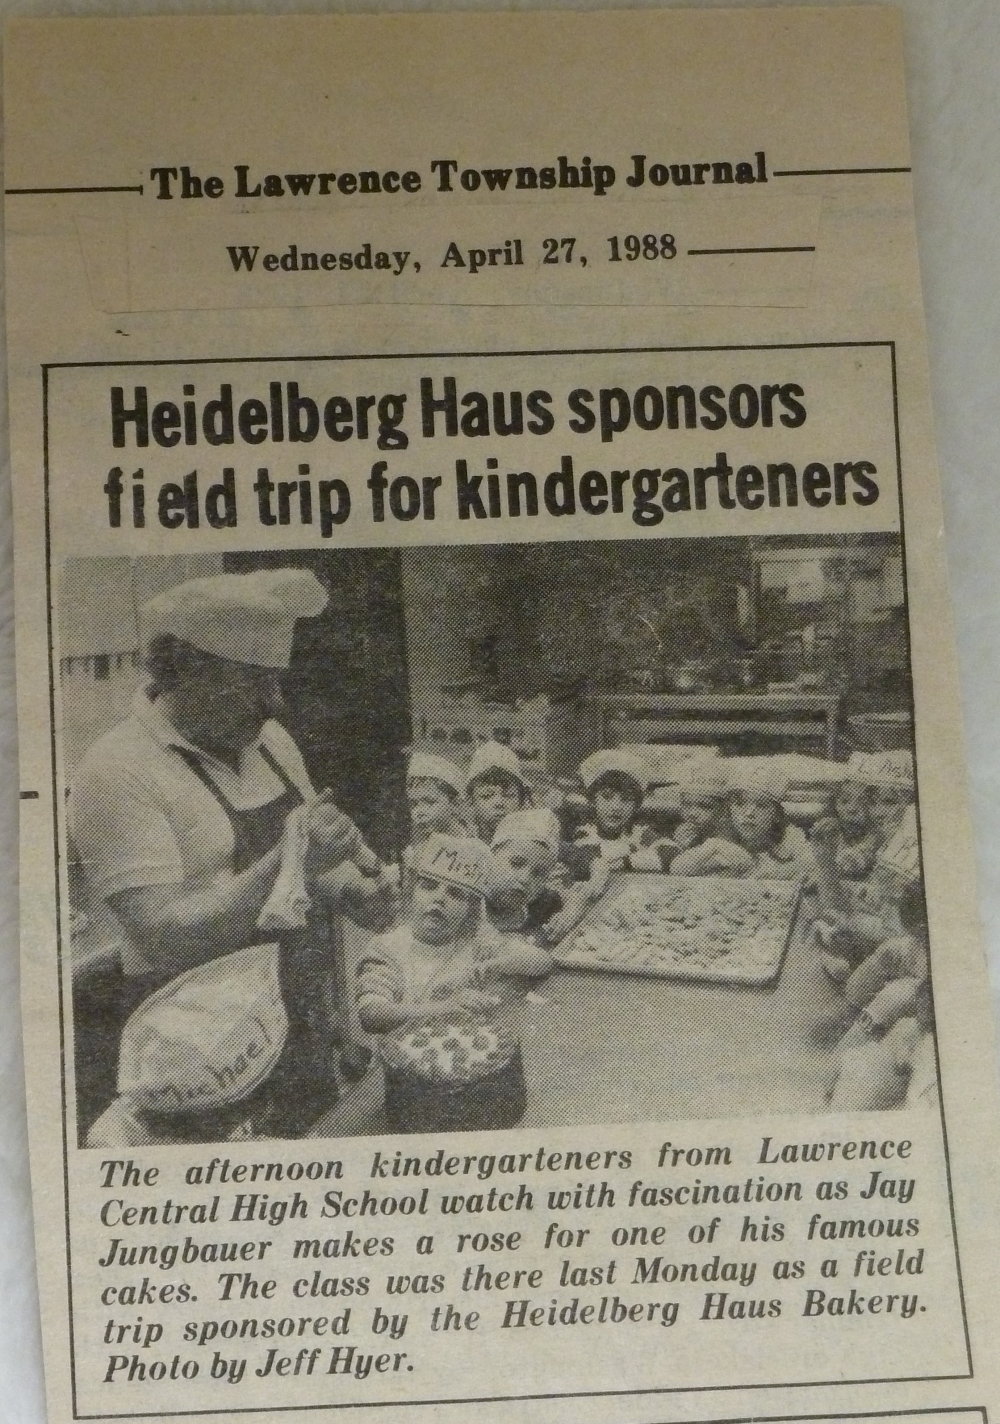 The Lawrence Township Journal
Wednesday, April 27, 1988
Heidelberg Haus sponsors
field trip for kindergarteners
Michael
The afternoon kindergarteners from Lawrence
Central High School watch with fascination as Jay
Jungbauer makes a rose for one of his famous
cakes. The class was there last Monday as a field
trip sponsored by the Heidelberg Haus Bakery.
Photo by Jeff Hyer.